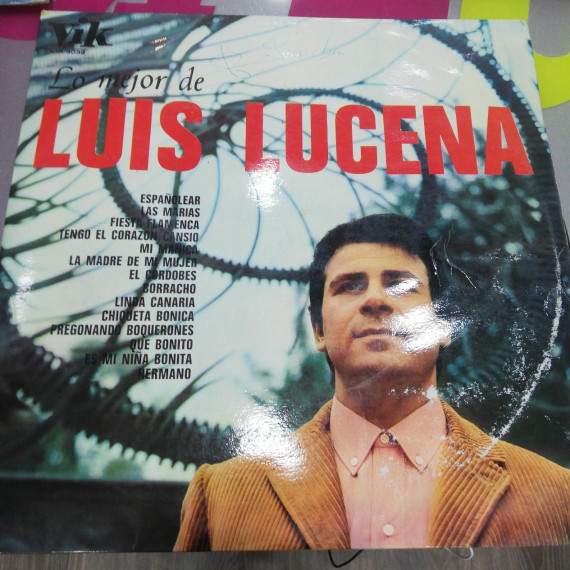 Vik
Lo mejor de
LUIS LUCENA
ESPAÑOLEAR
LAS MARIAS
FIESTA FLAMENCA
TENGO EL CORAZON CANSIO
MI
LA MADRE DE MI MUJER
EL CORDOBES
BORRACHO
LINDA CANARIA
CHIQUETA BONICA
PREGONANDO BOQUERONES
QUE BONITO
ES MI NIÑA BONITA
HERMANO